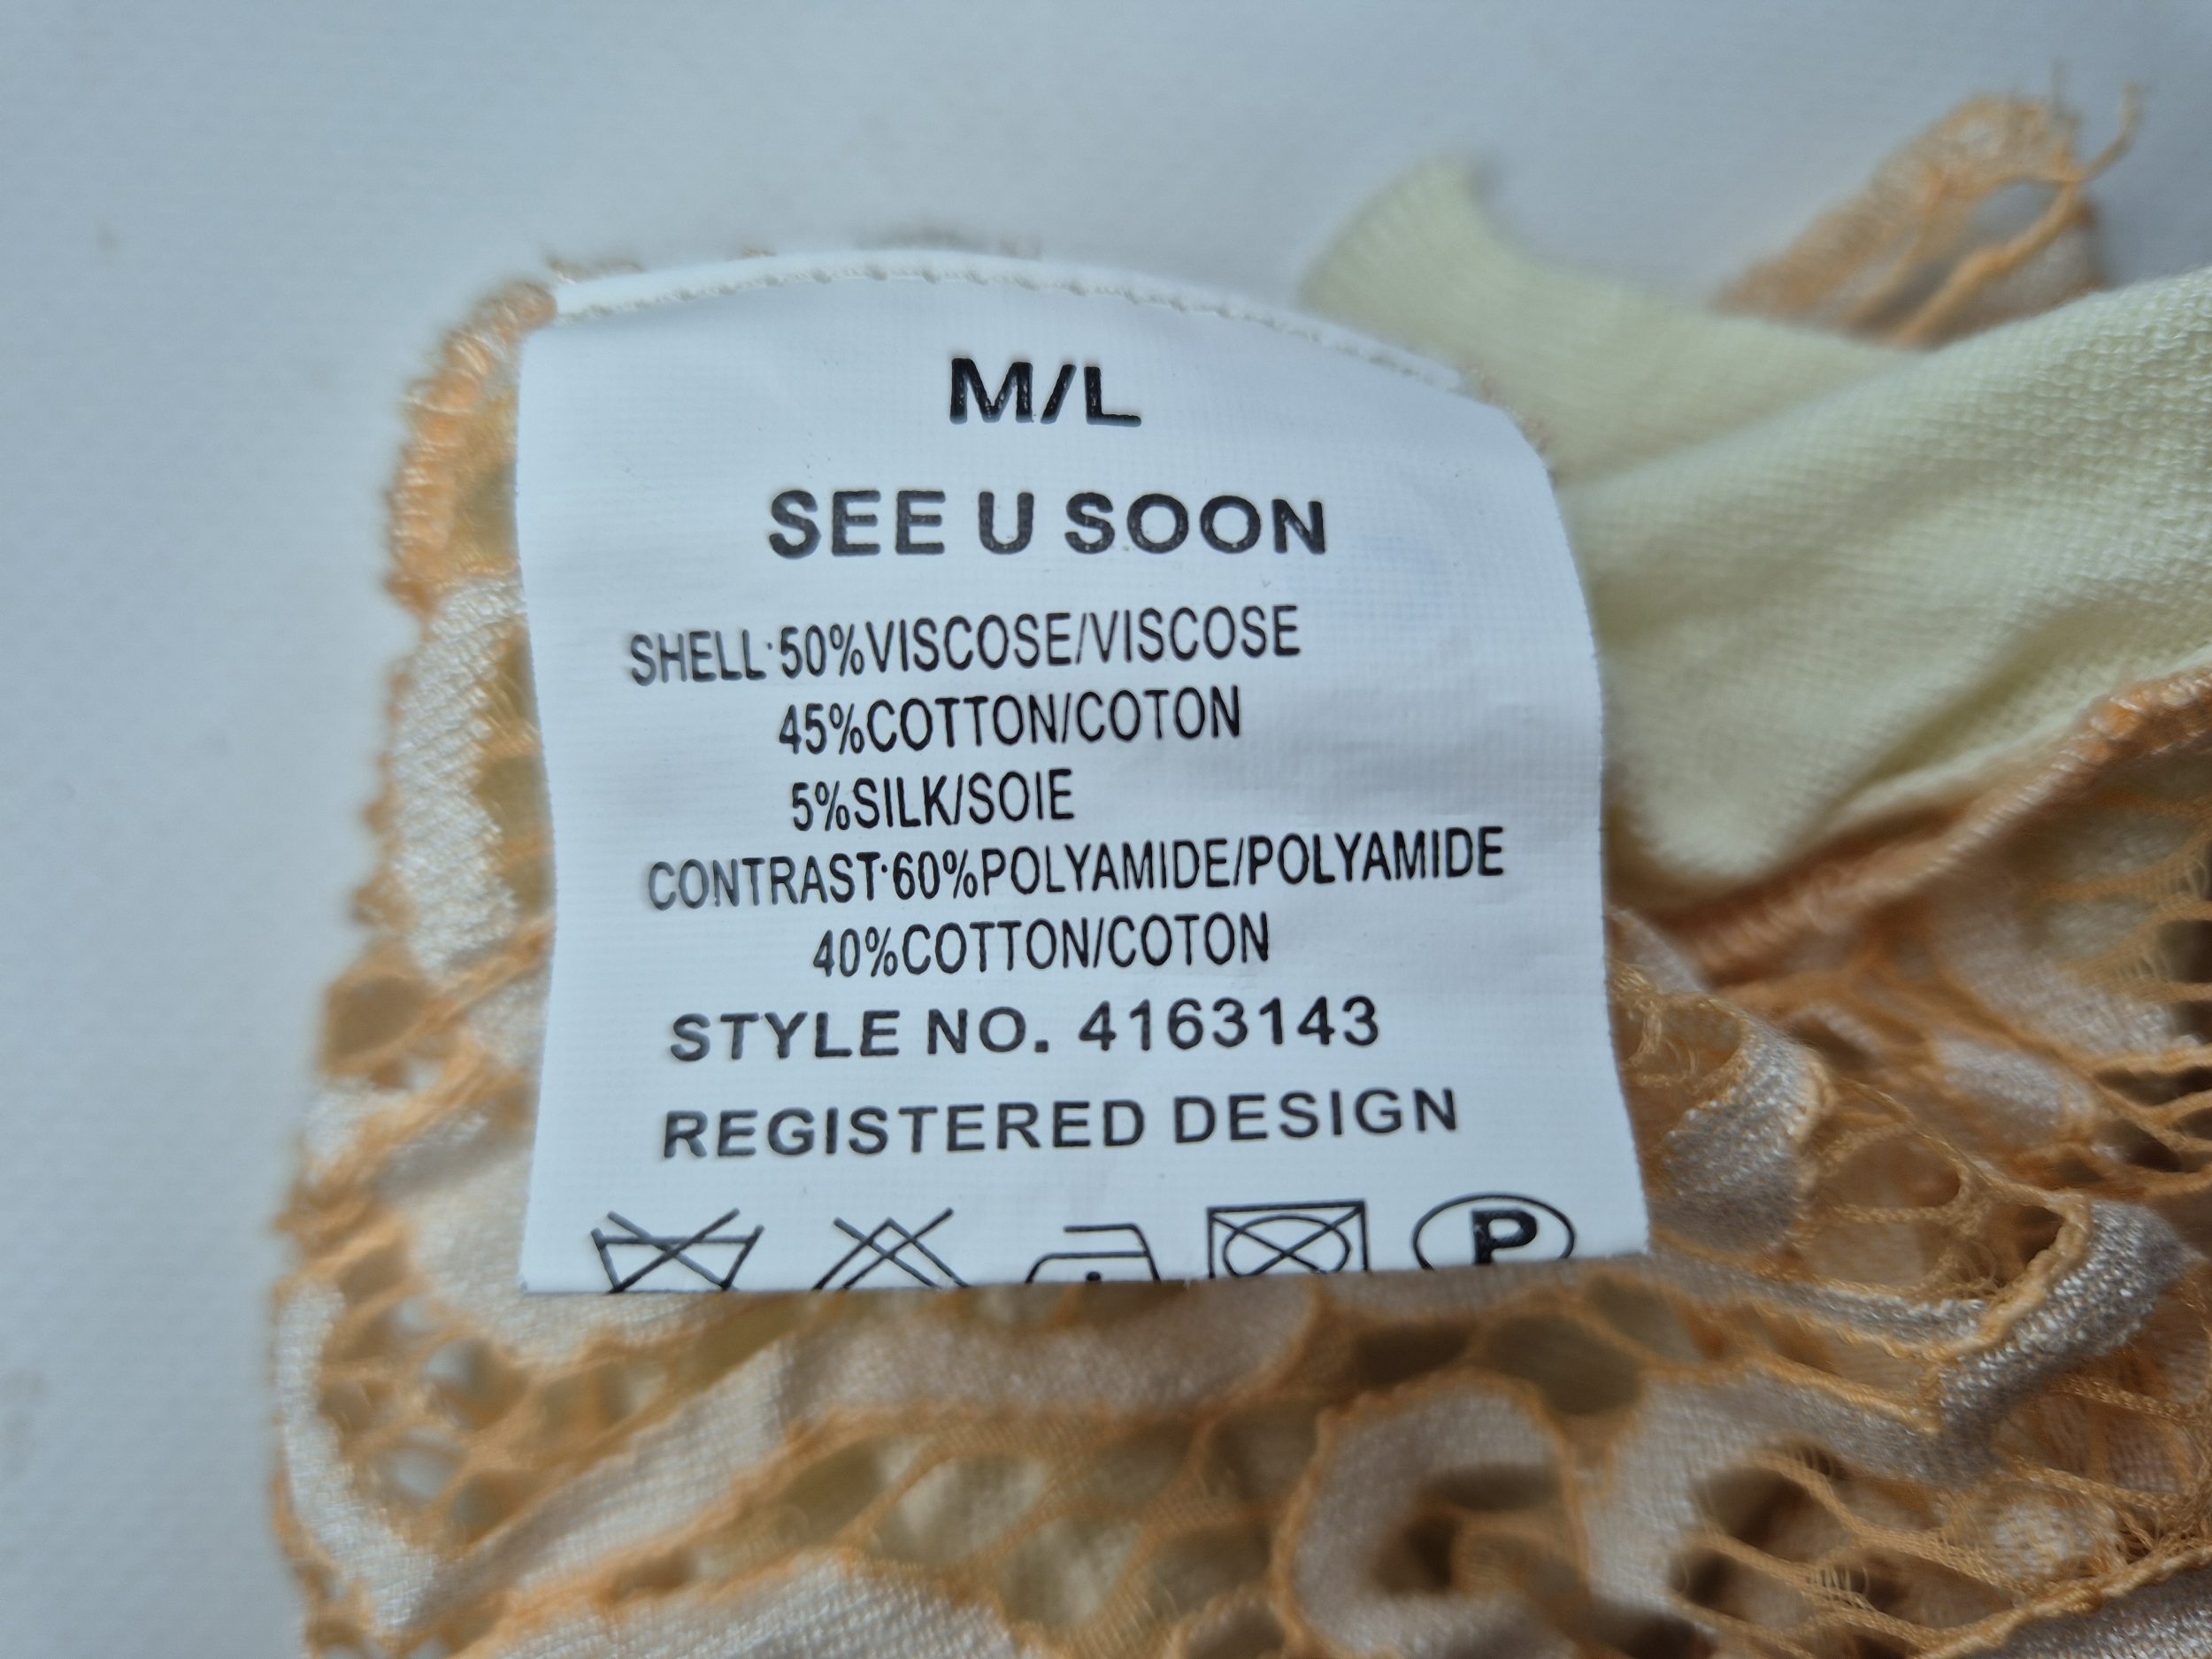 M/L
SEE U SOON
SHELL:50%VISCOSE/VISCOSE
45%COTTON/COTON
5%SILK/SOIE
CONTRAST:60%POLYAMIDE/POLYAMIDE
40%COTTON/COTON
STYLE NO. 4163143
REGISTERED DESIGN
P